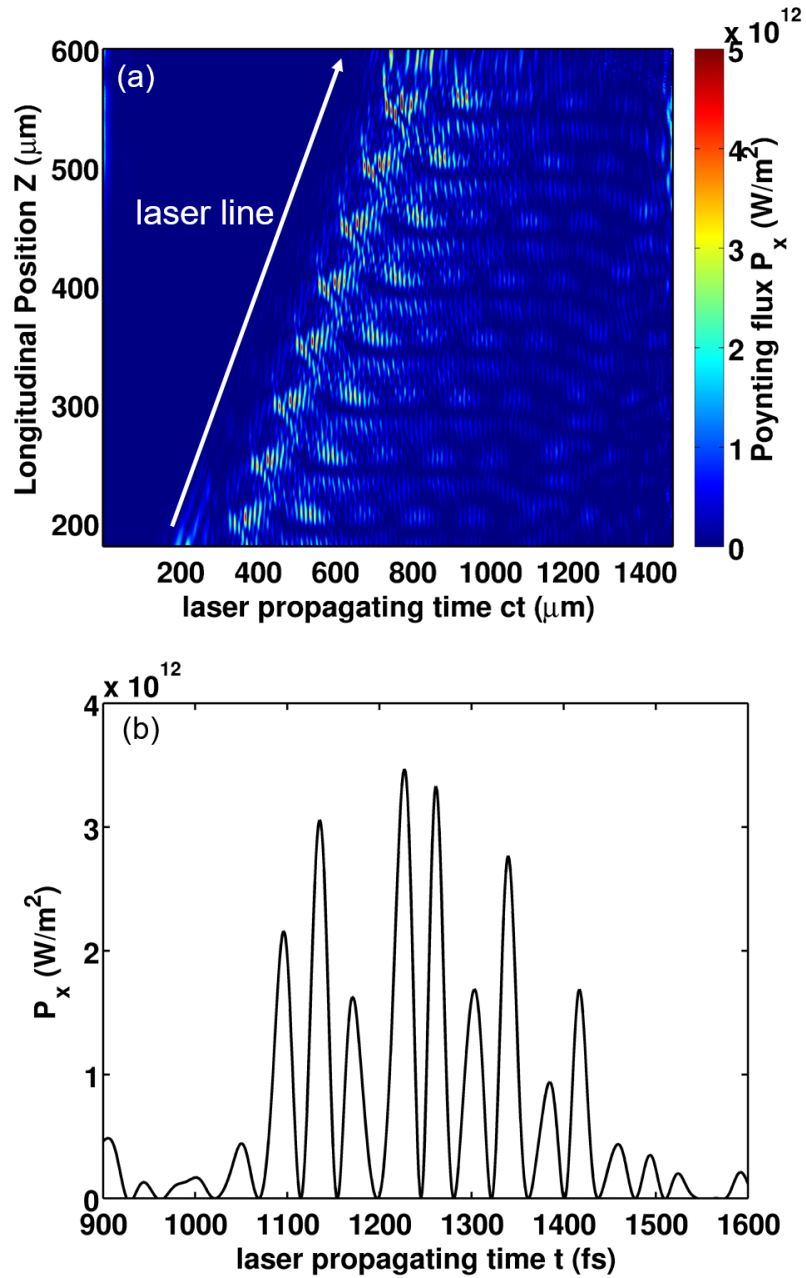 x 10^12
(a)
laser line
Longitudinal Position Z (μm)
600
500
400
300
200
200 400 600 800 1000 1200 1400
laser propagating time ct (μm)
5
4
3
2
1
0
Poynting flux P_x (W/m^2)
x 10^12
(b)
P_x (W/m^2)
4
3
2
1
0
900 1000 1100 1200 1300 1400 1500 1600
laser propagating time t (fs)